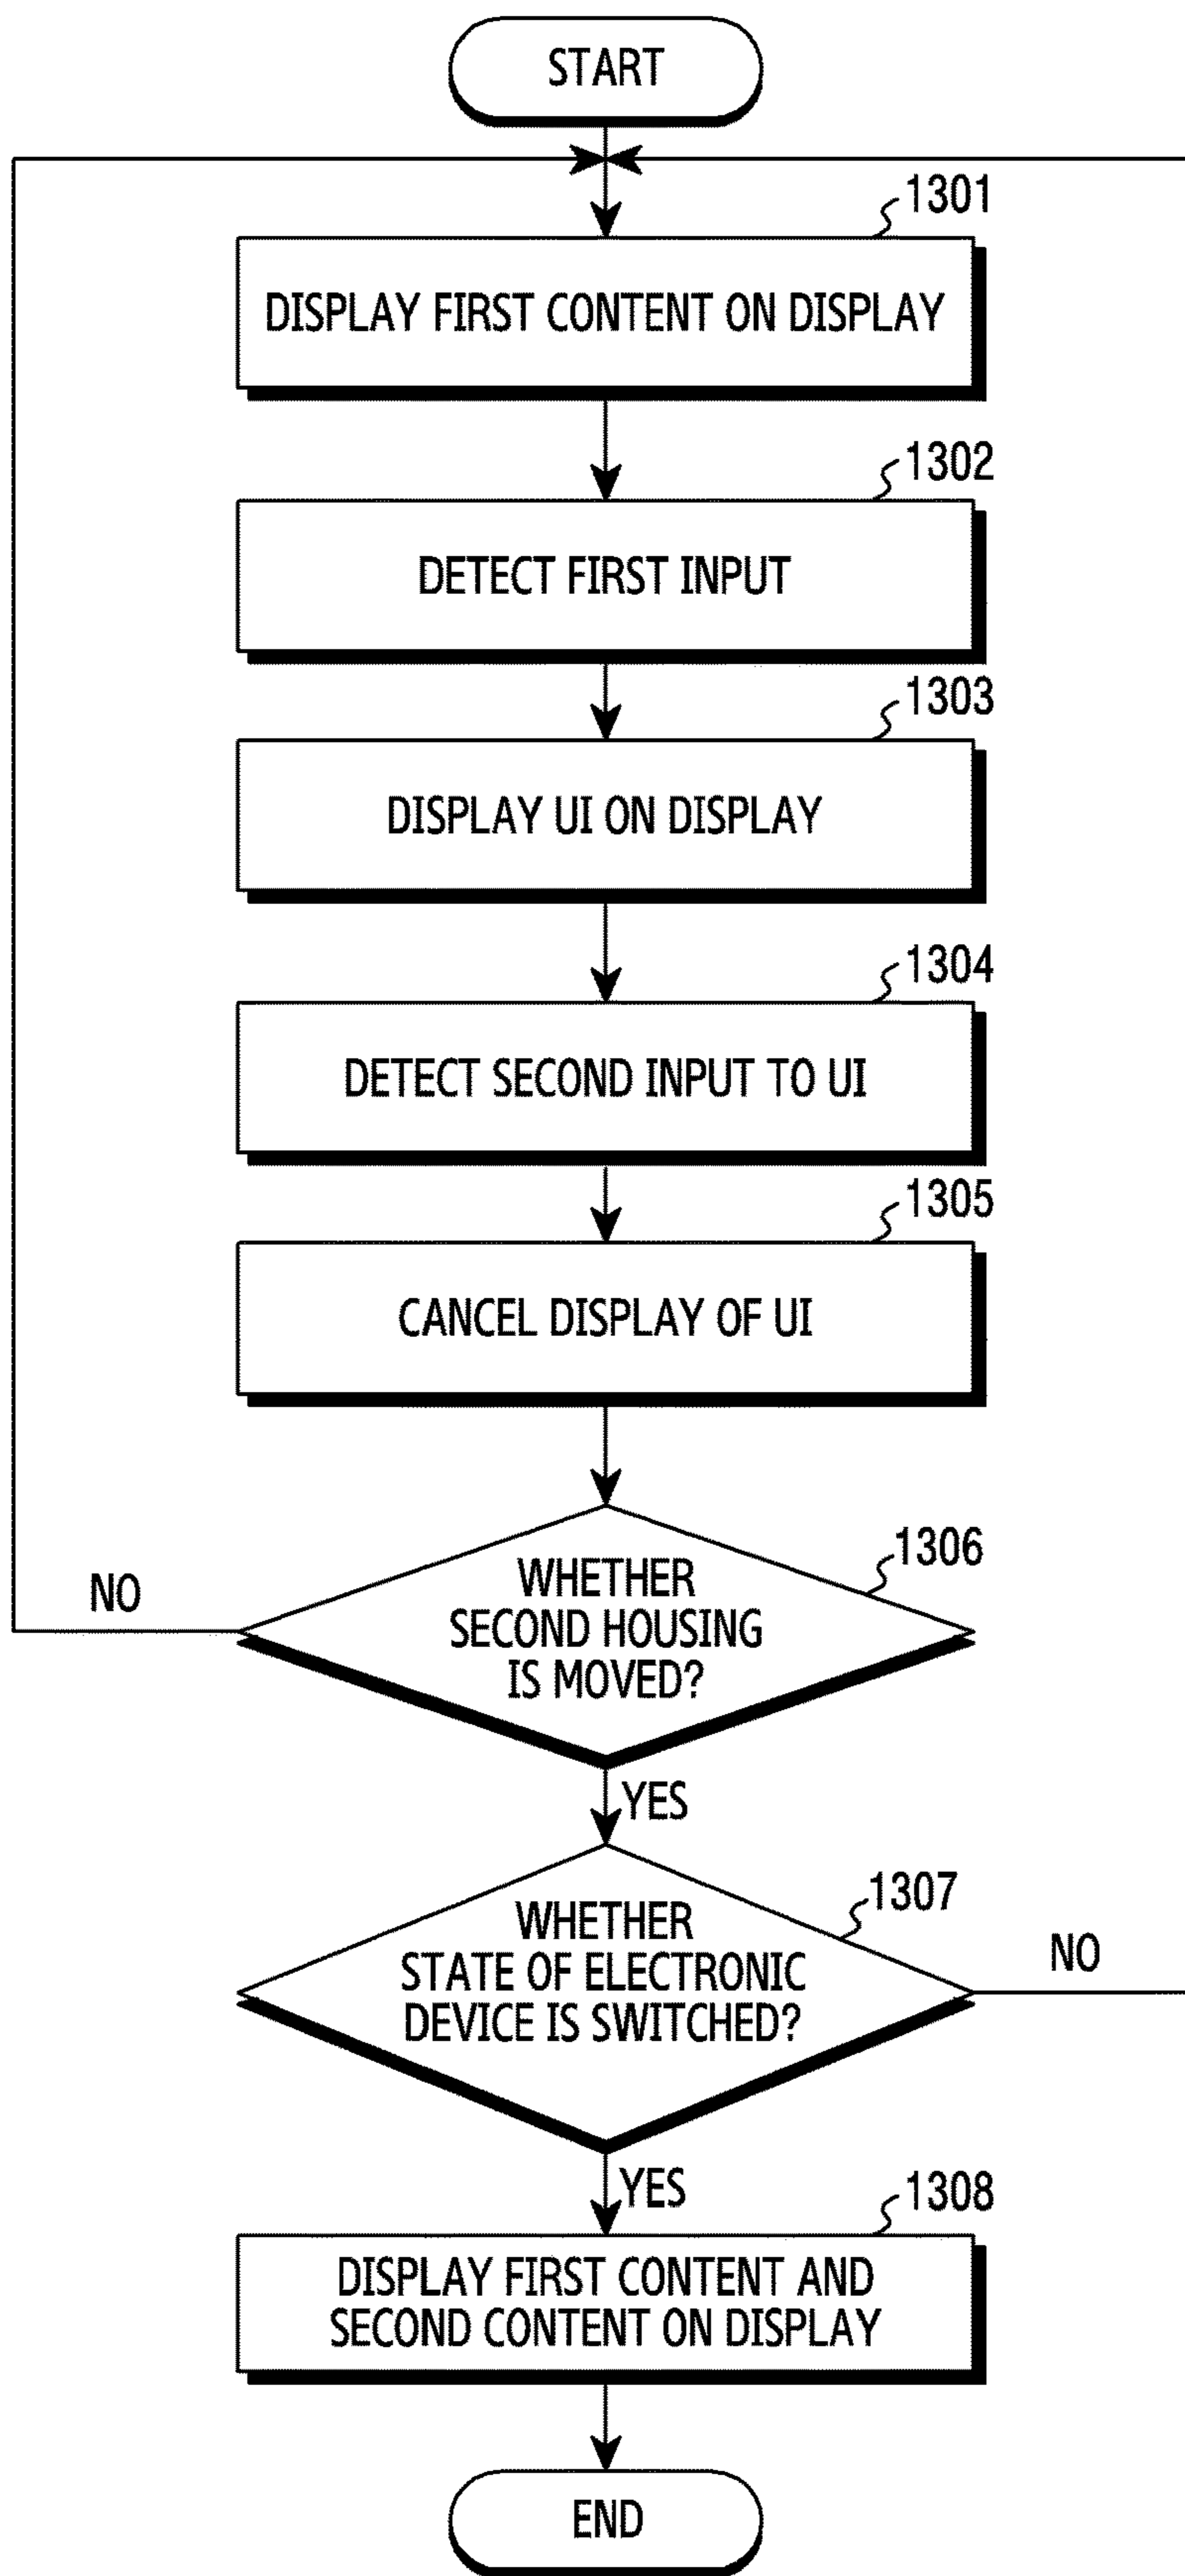 START
1301
DISPLAY FIRST CONTENT ON DISPLAY
1302
DETECT FIRST INPUT
1303
DISPLAY UI ON DISPLAY
1304
DETECT SECOND INPUT TO UI
1305
CANCEL DISPLAY OF UI
1306
WHETHER
SECOND HOUSING
IS MOVED?
NO
YES
1307
WHETHER
STATE OF ELECTRONIC
DEVICE IS SWITCHED?
NO
YES
1308
DISPLAY FIRST CONTENT AND
SECOND CONTENT ON DISPLAY
END